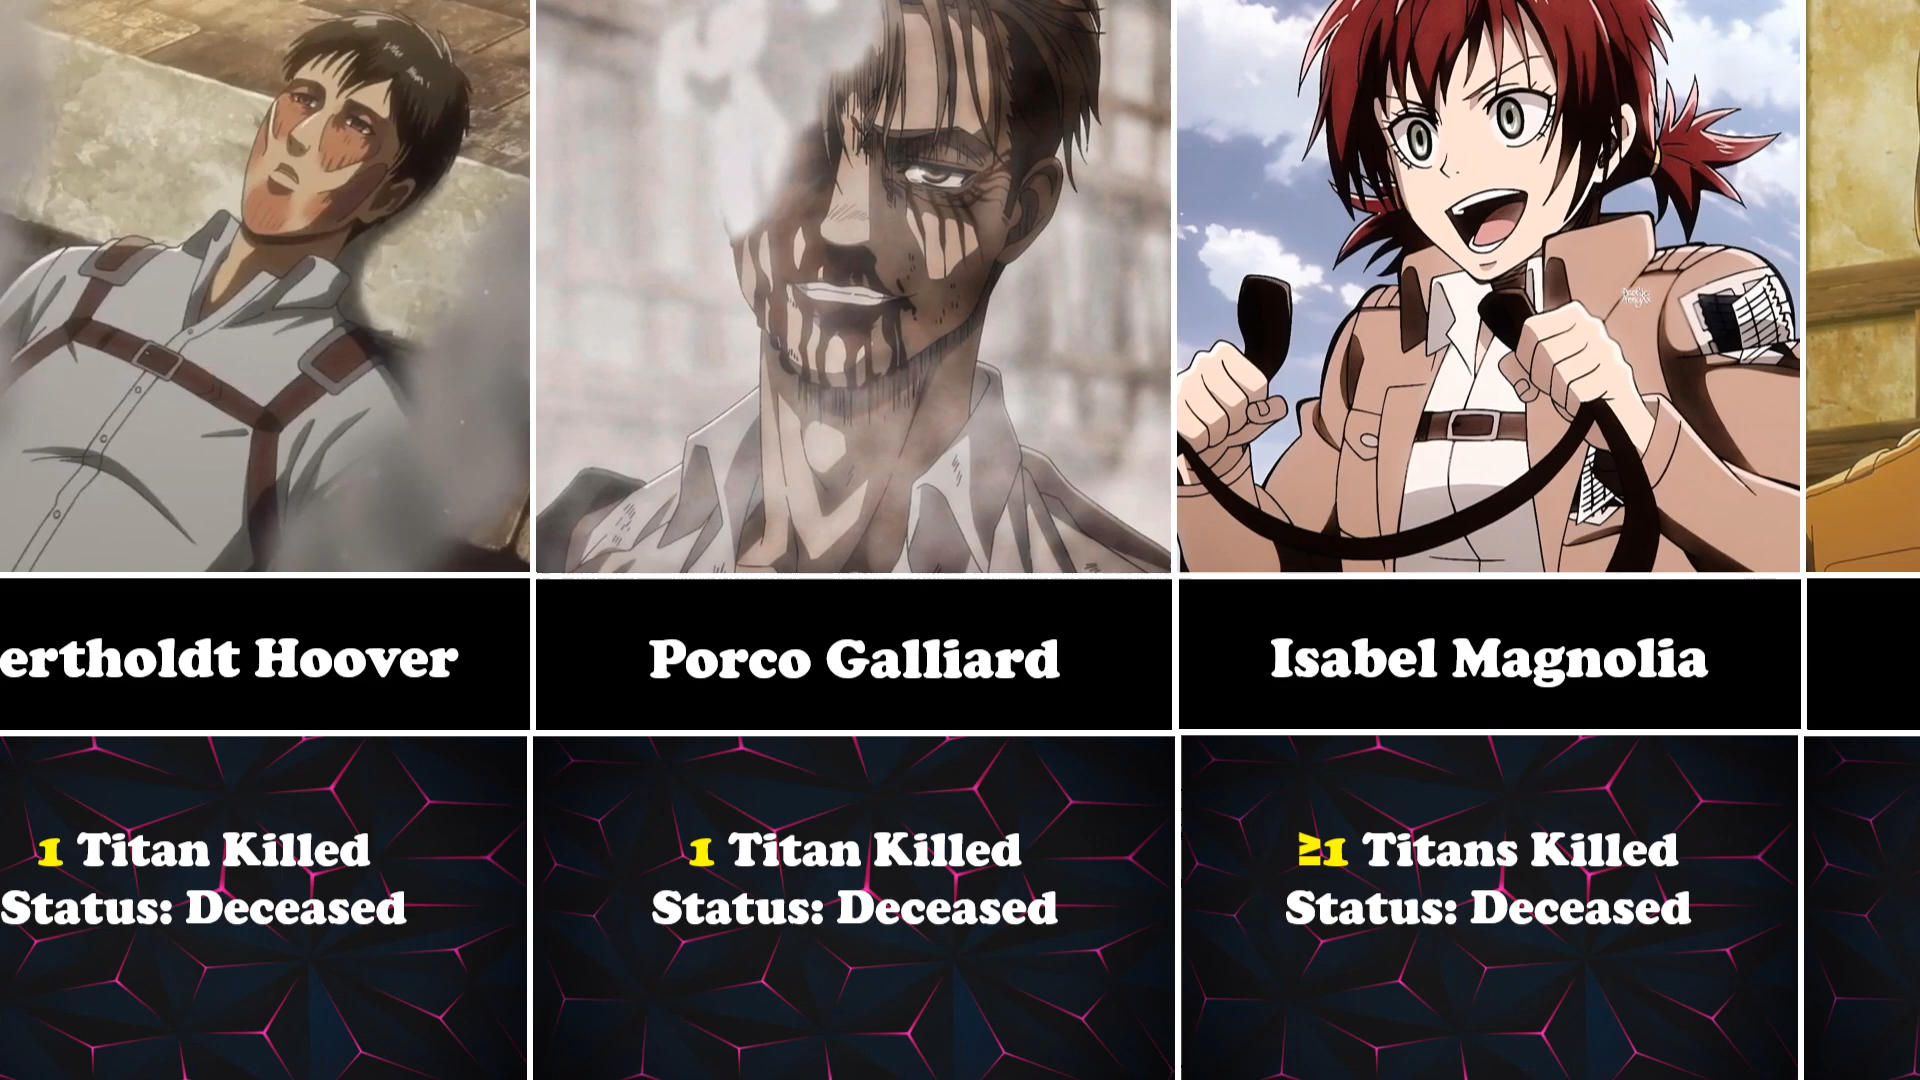 ertholdt Hoover
Porco Galliard
Isabel Magnolia
1 Titan Killed
Status: Deceased
1 Titan Killed
Status: Deceased
≥1 Titans Killed
Status: Deceased